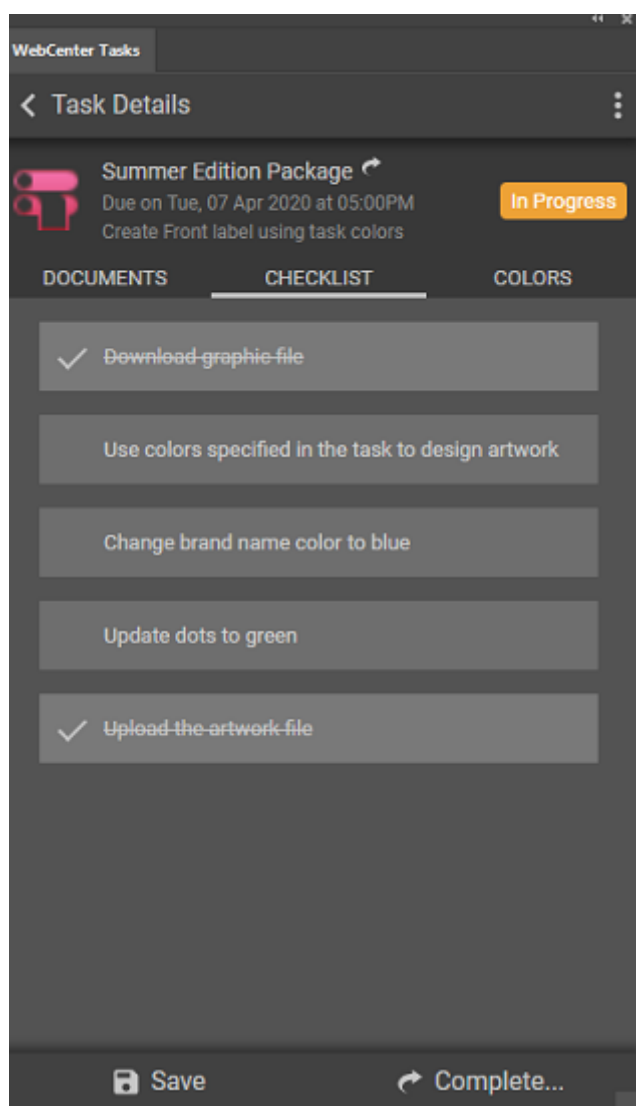 WebCenter Tasks
Task Details
Summer Edition Package
Due on Tue, 07 Apr 2020 at 05:00PM
In Progress
Create Front label using task colors
DOCUMENTS CHECKLIST COLORS
Download graphic file
Use colors specified in the task to design artwork
Change brand name color to blue
Update dots to green
Upload the artwork file
Save Complete...